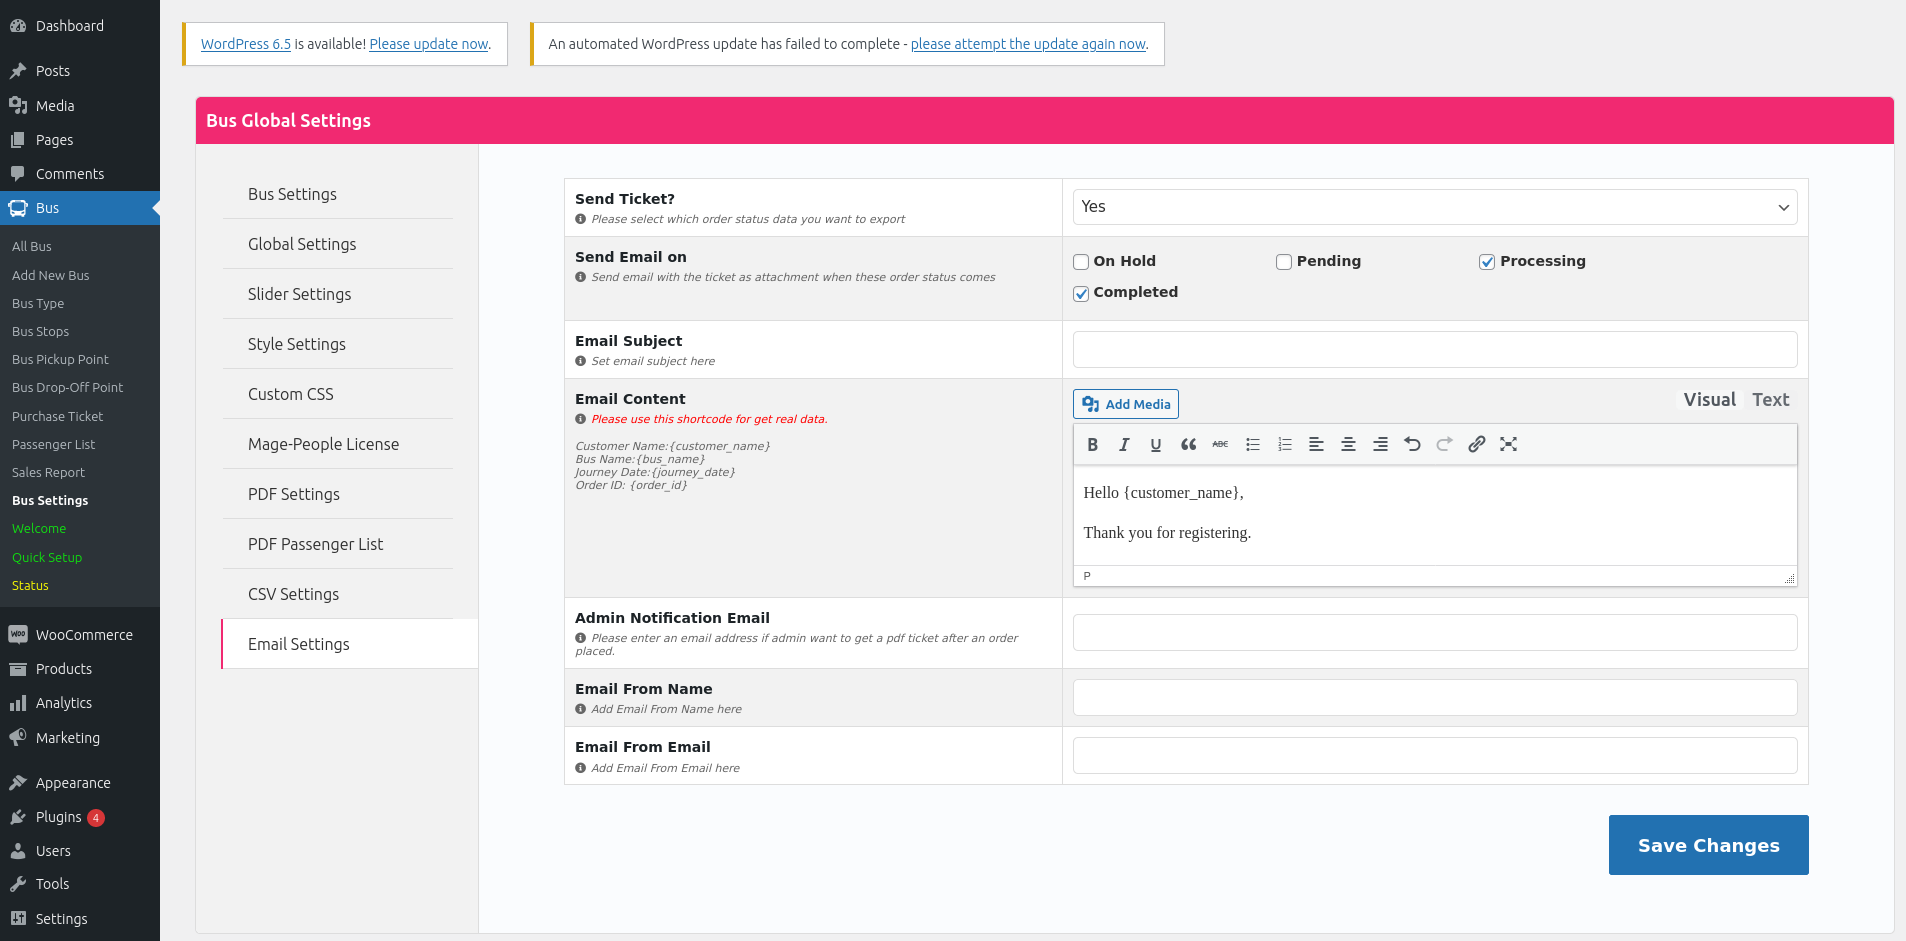 Dashboard
Posts
Media
Pages
Comments
Bus
All Bus
Add New Bus
Bus Type
Bus Stops
Bus Pickup Point
Bus Drop-Off Point
Purchase Ticket
Passenger List
Sales Report
Bus Settings
Welcome
Quick Setup
Status
WooCommerce
Products
Analytics
Marketing
Appearance
Plugins 4
Users
Tools
Settings
WordPress 6.5 is available! Please update now.
An automated WordPress update has failed to complete - please attempt the update again now.
Bus Global Settings
Bus Settings
Global Settings
Slider Settings
Style Settings
Custom CSS
Mage-People License
PDF Settings
PDF Passenger List
CSV Settings
Email Settings
Send Ticket?
Please select which order status data you want to export
Yes
Send Email on
Send email with the ticket as attachment when these order status comes
On Hold Pending Processing
Completed
Email Subject
Set email subject here
Email Content
Please use this shortcode for get real data.
Customer Name:{customer_name}
Bus Name:{bus_name}
Journey Date:{journey_date}
Order ID: {order_id}
Add Media
Visual Text
B I U ABC
Hello {customer_name},
Thank you for registering.
P
Admin Notification Email
Please enter an email address if admin want to get a pdf ticket after an order
placed.
Email From Name
Add Email From Name here
Email From Email
Add Email From Email here
Save Changes